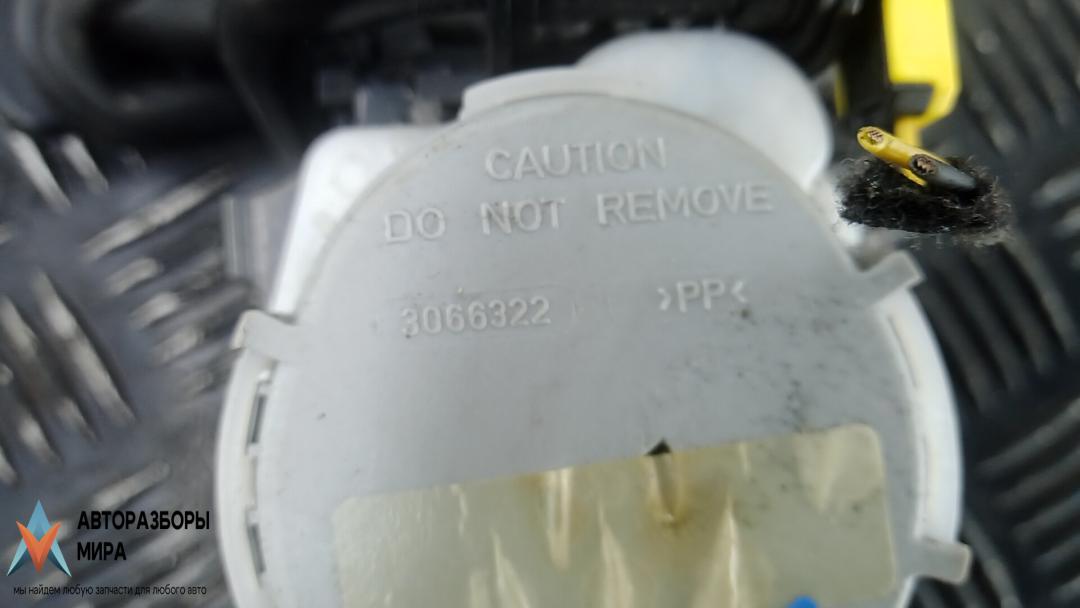 CAUTION
DO NOT REMOVE
3066322 >PP<
АВТОРАЗБОРЫ
МИРА
мы найдем любую запчасти для любого авто